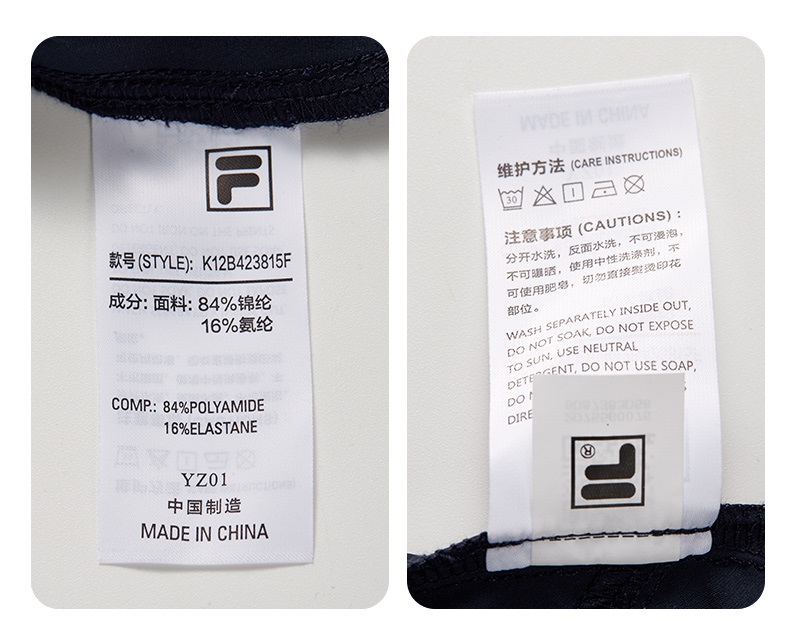 F
款号(STYLE): K12B423815F
成分: 面料: 84%锦纶
16%氨纶
COMP.: 84%POLYAMIDE
16%ELASTANE
YZ01
中国制造
MADE IN CHINA
维护方法 (CARE INSTRUCTIONS)
30
注意事项 (CAUTIONS) :
分开水洗，反面水洗，不可浸泡，
不可曝晒，使用中性洗涤剂，不
可使用肥皂，切勿直接熨烫印花
部位。
WASH SEPARATELY INSIDE OUT,
DO NOT SOAK, DO NOT EXPOSE
TO SUN, USE NEUTRAL
DETERGENT, DO NOT USE SOAP,
DO
F
®